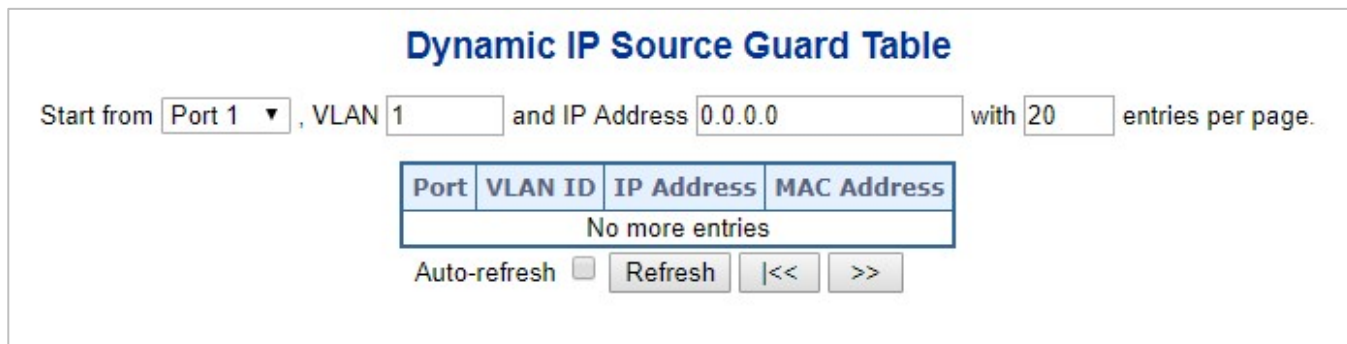 Dynamic IP Source Guard Table
Start from Port 1 ▼ , VLAN 1 and IP Address 0.0.0.0 with 20 entries per page.
Port VLAN ID IP Address MAC Address
No more entries
Auto-refresh Refresh |<< >>